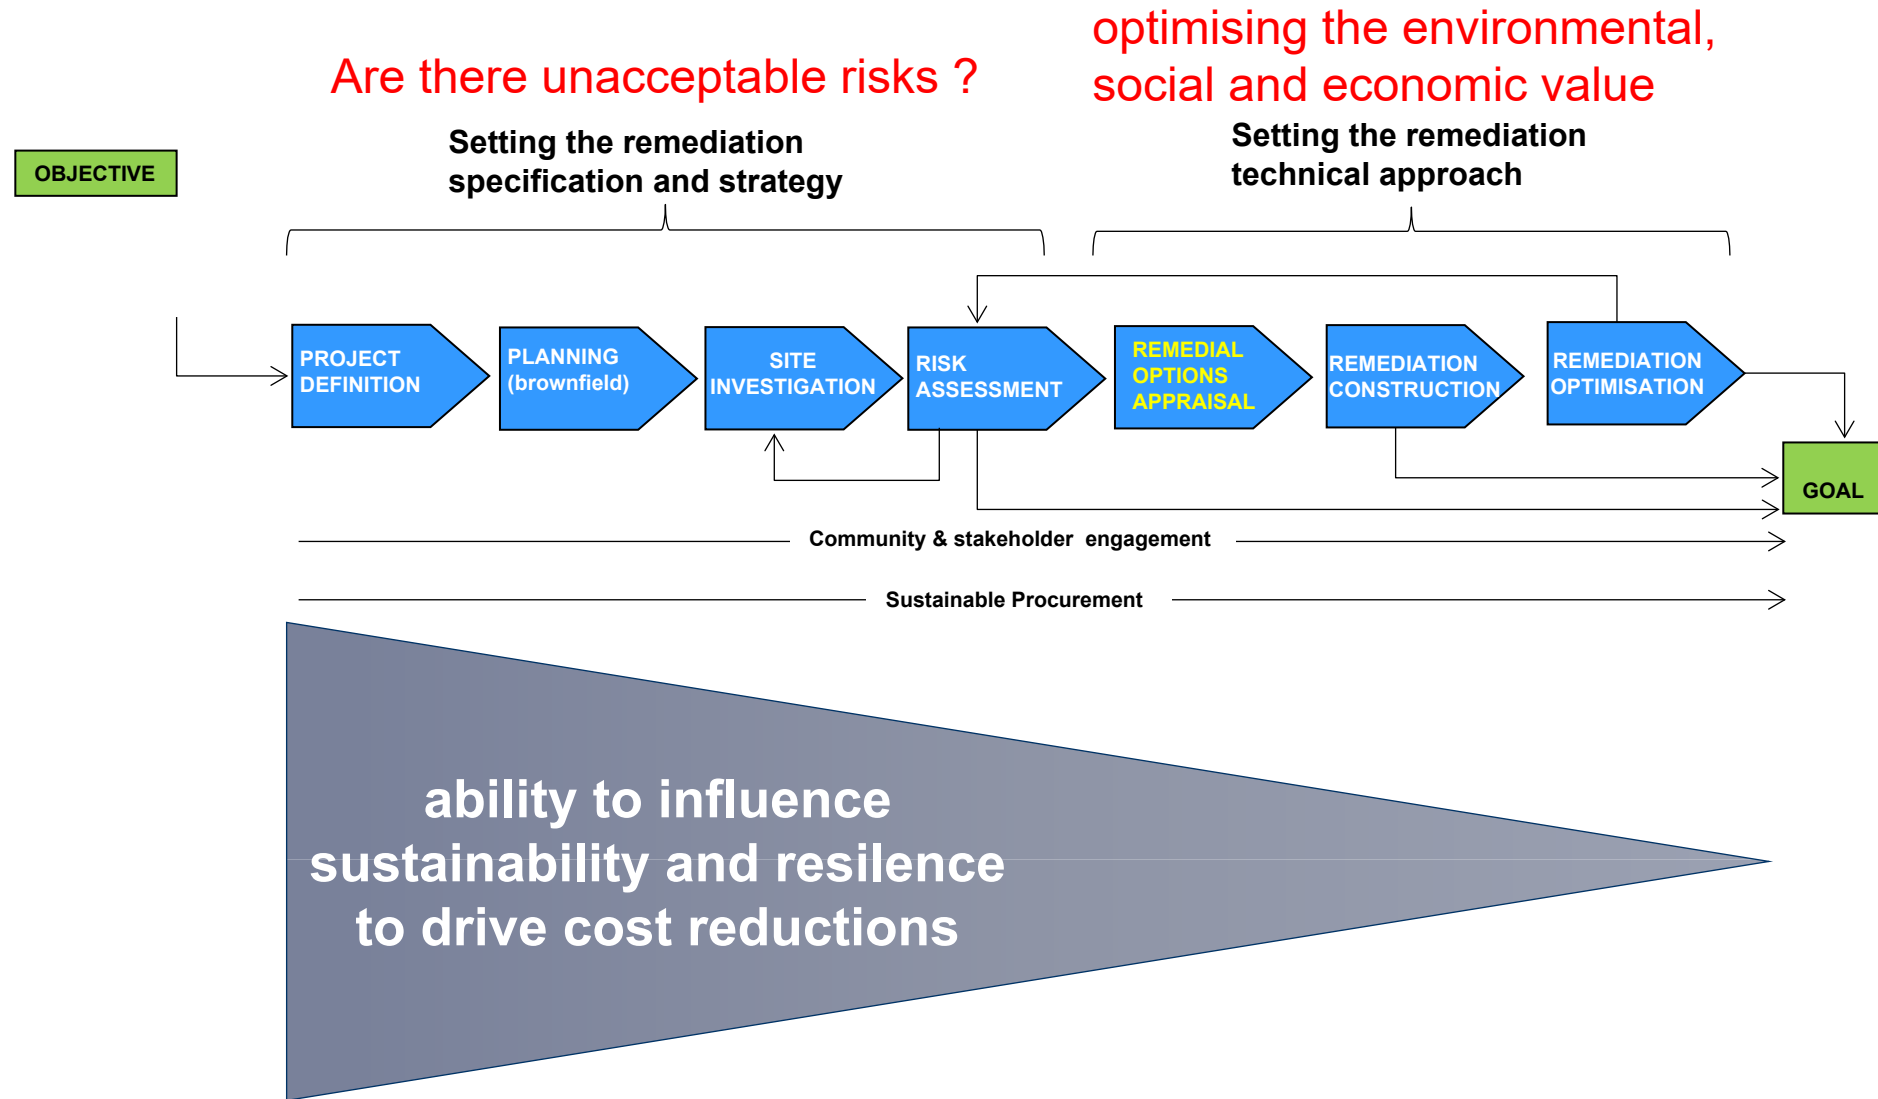 optimising the environmental,
social and economic value
Are there unacceptable risks ?
Setting the remediation
specification and strategy
Setting the remediation
technical approach
OBJECTIVE
PROJECT
DEFINITION
PLANNING
(brownfield)
SITE
INVESTIGATION
RISK
ASSESSMENT
REMEDIAL
OPTIONS
APPRAISAL
REMEDIATION
CONSTRUCTION
REMEDIATION
OPTIMISATION
GOAL
Community & stakeholder engagement
Sustainable Procurement
ability to influence
sustainability and resilence
to drive cost reductions